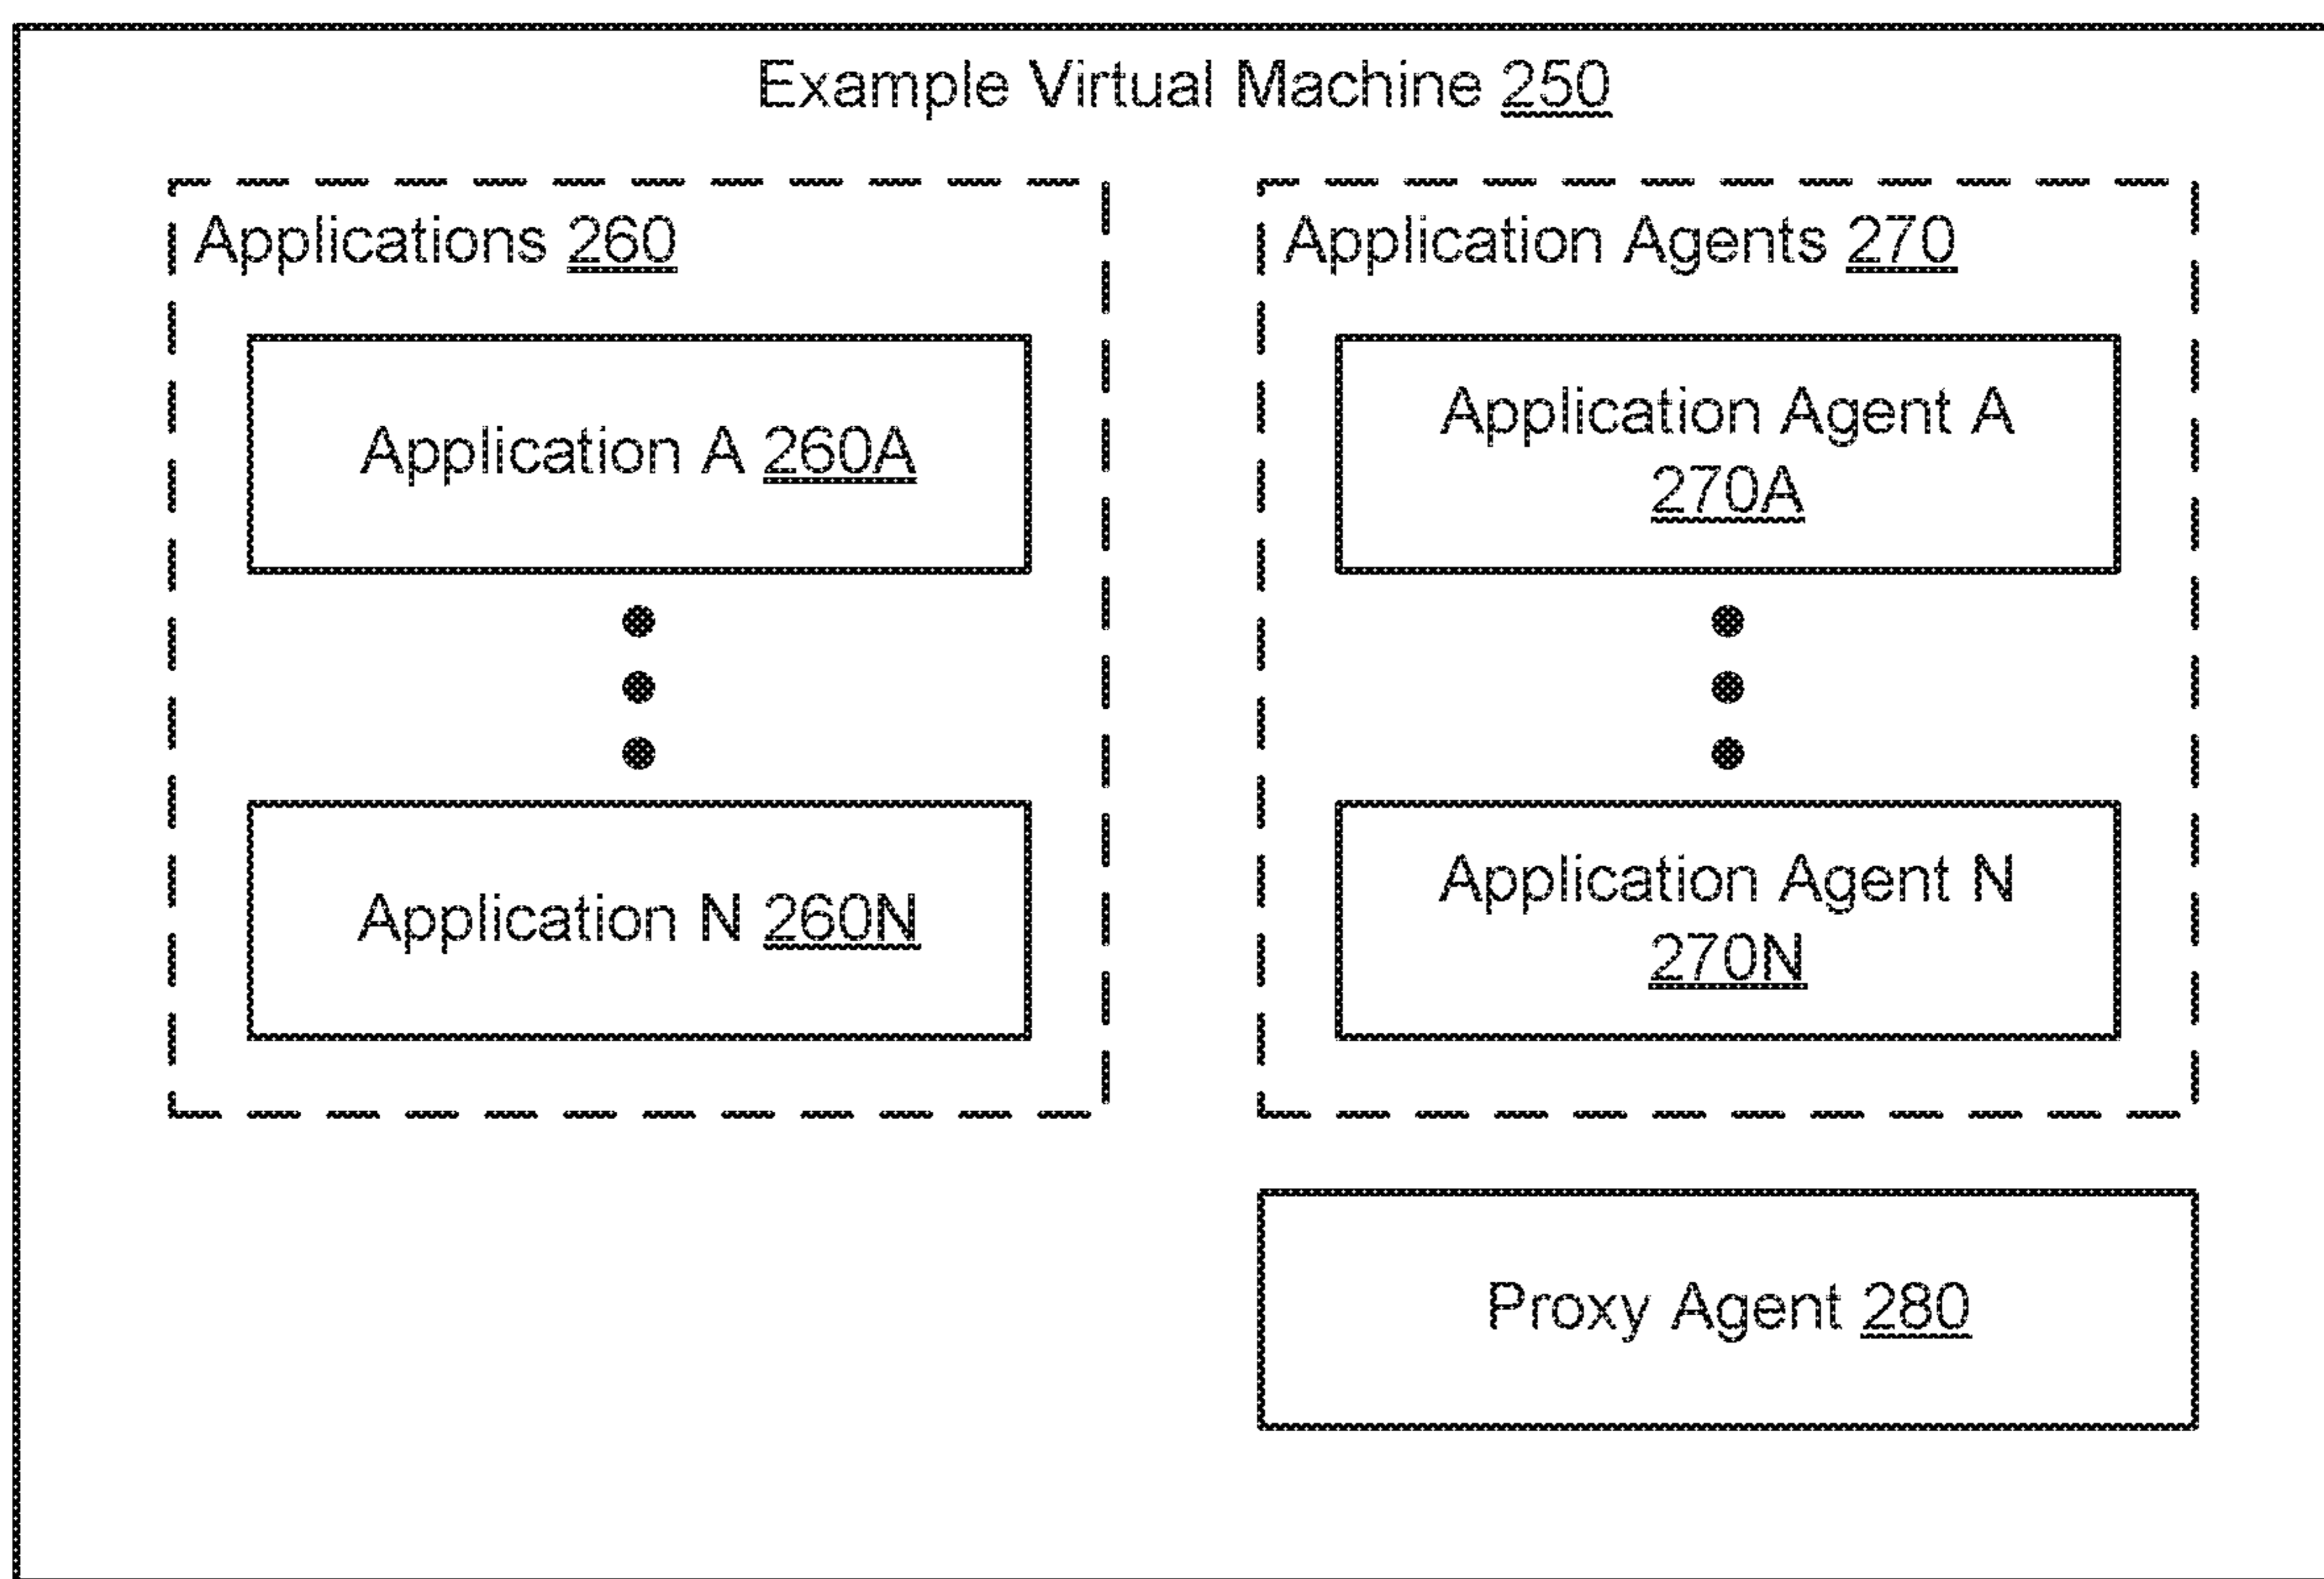 Example Virtual Machine 250
Applications 260
Application A 260A
Application N 260N
Application Agents 270
Application Agent A
270A
Application Agent N
270N
Proxy Agent 280